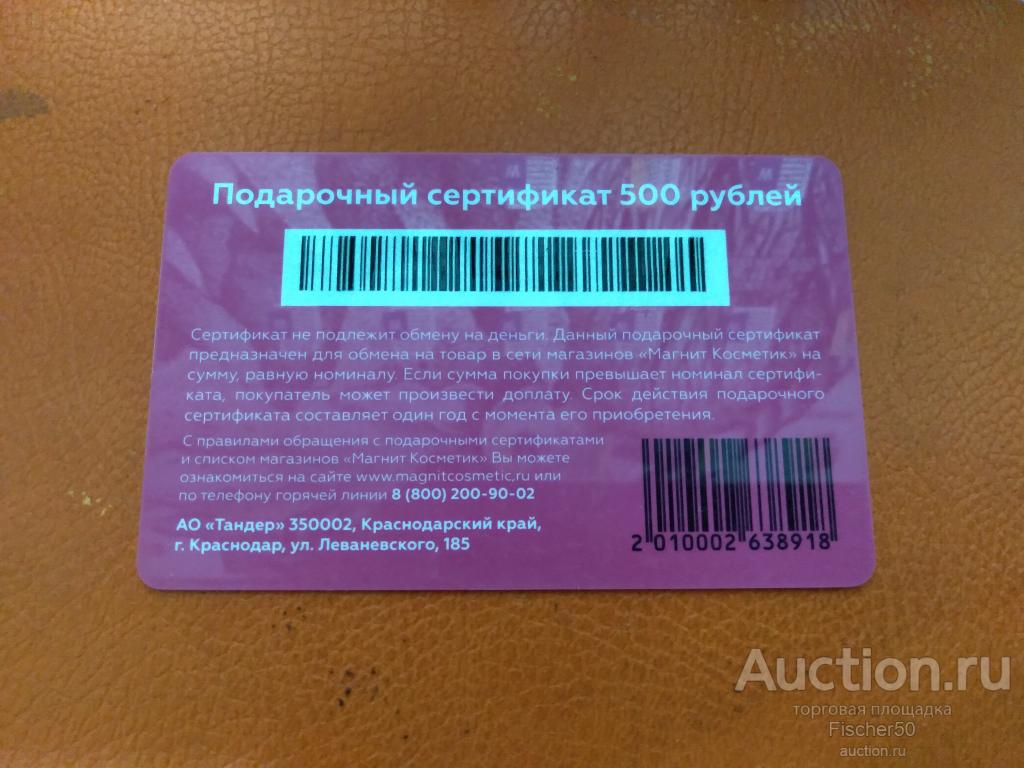 Подарочный сертификат 500 рублей
Сертификат не подлежит обмену на деньги. Данный подарочный сертификат
предназначен для обмена на товар в сети магазинов «Магнит Косметик» на
сумму, равную номиналу. Если сумма покупки превышает номинал сертифи-
ката, покупатель может произвести доплату. Срок действия подарочного
сертификата составляет один год с момента его приобретения.
С правилами обращения с подарочными сертификатами
и списком магазинов «Магнит Косметик» Вы можете
ознакомиться на сайте www.magnitcosmetic.ru или
по телефону горячей линии 8 (800) 200-90-02
АО «Тандер» 350002, Краснодарский край,
г. Краснодар, ул. Леваневского, 185
2 010002 638918
Auction.ru
торговая площадка
Fischer50
auction.ru